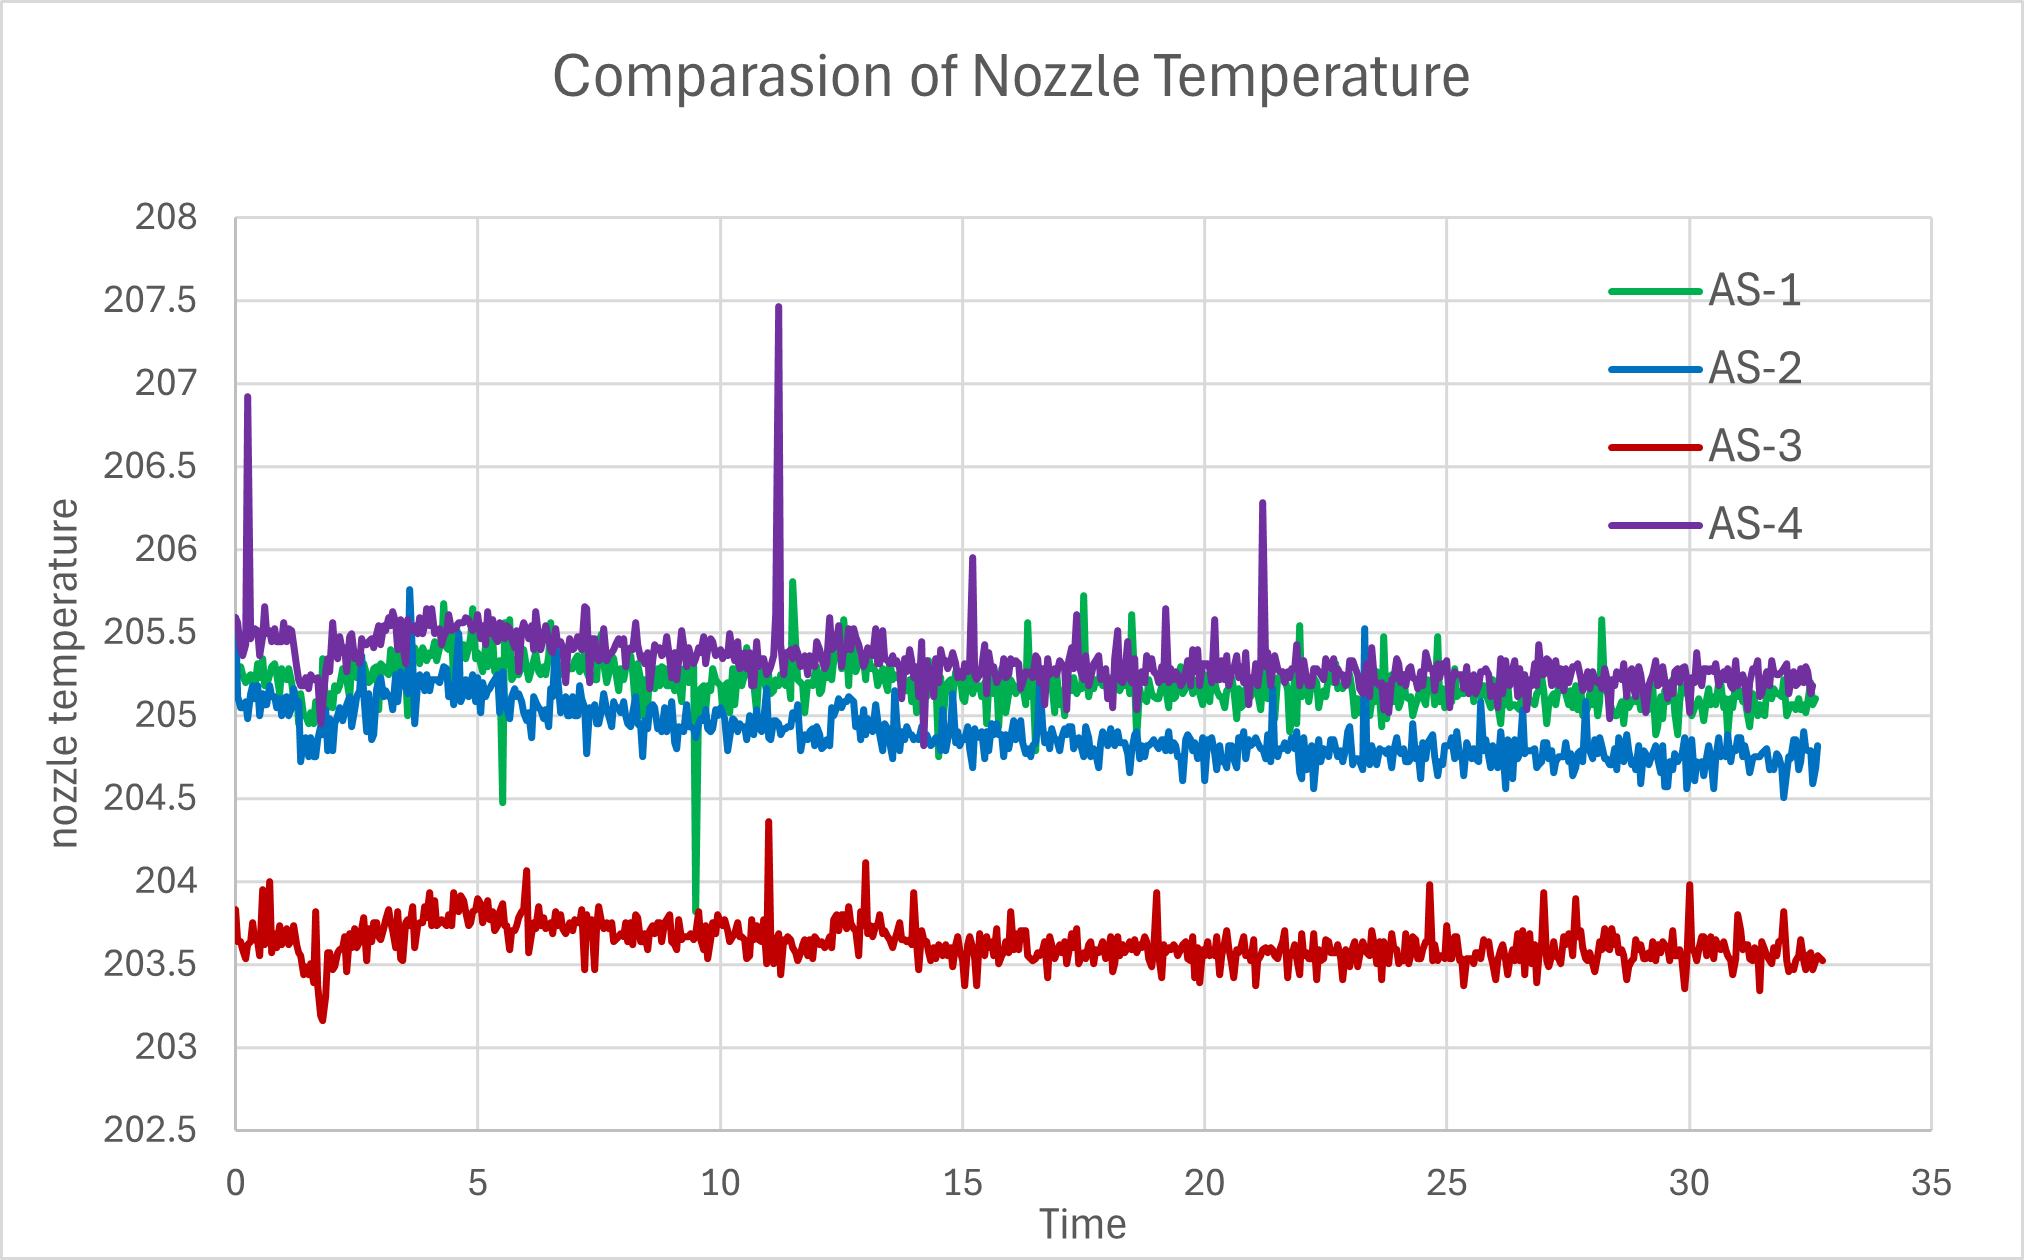 Comparasion of Nozzle Temperature
208
207.5
207
206.5
206
205.5
205
204.5
204
203.5
203
202.5
nozzle temperature
AS-1
AS-2
AS-3
AS-4
0 5 10 15 20 25 30 35
Time